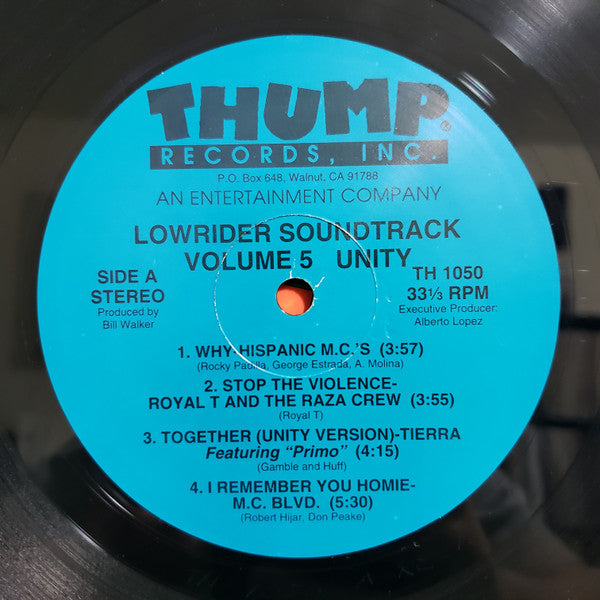 THUMP®
RECORDS, INC.
P.O. Box 648, Walnut, CA 91788
AN ENTERTAINMENT COMPANY
LOWRIDER SOUNDTRACK
VOLUME 5 UNITY
SIDE A
STEREO
Produced by
Bill Walker
TH 1050
33⅓ RPM
Executive Producer:
Alberto Lopez
1. WHY-HISPANIC M.C.'S (3:57)
(Rocky Padilla, George Estrada, A. Molina)
2. STOP THE VIOLENCE-
ROYAL T AND THE RAZA CREW (3:55)
(Royal T)
3. TOGETHER (UNITY VERSION)-TIERRA
Featuring "Primo" (4:15)
(Gamble and Huff)
4. I REMEMBER YOU HOMIE-
M.C. BLVD. (5:30)
(Robert Hijar, Don Peake)